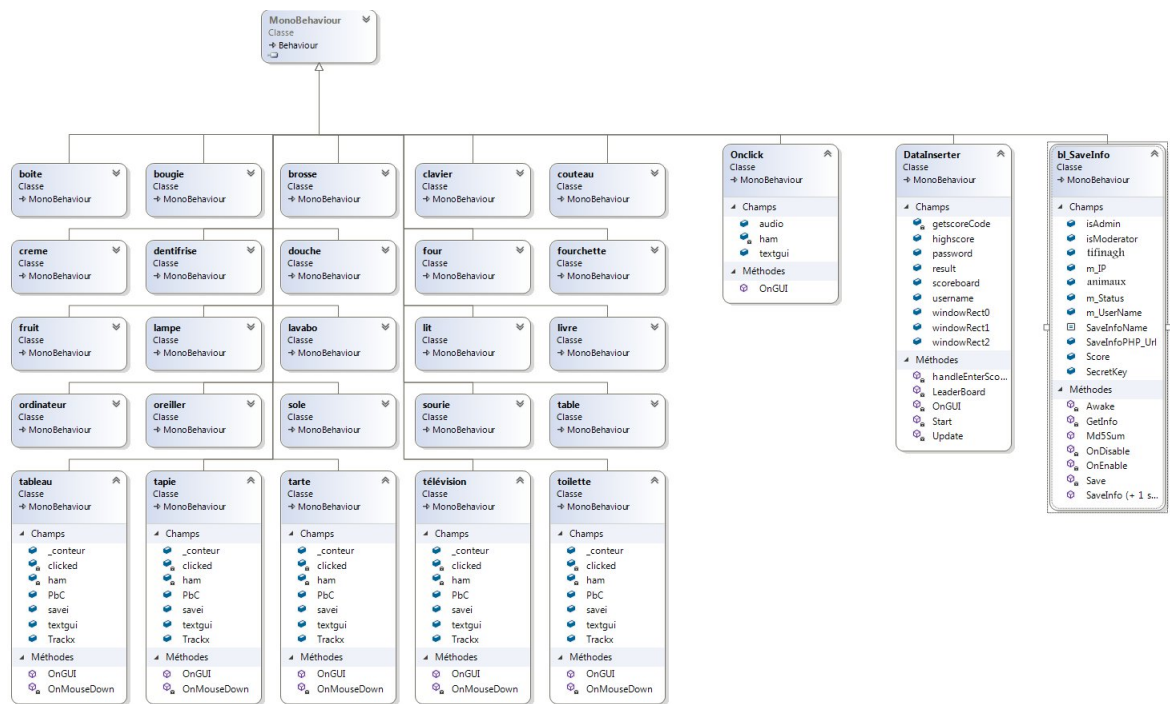 MonoBehaviour
Classe
Behaviour
boite
Classe
MonoBehaviour
bougie
Classe
MonoBehaviour
brosse
Classe
MonoBehaviour
clavier
Classe
MonoBehaviour
couteau
Classe
MonoBehaviour
Onclick
Classe
MonoBehaviour
Champs
audio
ham
textgui
Méthodes
OnGUI
DataInserter
Classe
MonoBehaviour
Champs
getscoreCode
highscore
password
result
scoreboard
username
windowRect0
windowRect1
windowRect2
Méthodes
handleEnterSco...
LeaderBoard
OnGUI
Start
Update
bl_SaveInfo
Classe
MonoBehaviour
Champs
isAdmin
isModerator
tifinagh
m_IP
animaux
m_Status
m_UserName
SaveInfoName
SaveInfoPHP_Url
Score
SecretKey
Méthodes
Awake
GetInfo
Md5Sum
OnDisable
OnEnable
Save
SaveInfo (+ 1 s...
creme
Classe
MonoBehaviour
dentifrise
Classe
MonoBehaviour
douche
Classe
MonoBehaviour
four
Classe
MonoBehaviour
fourchette
Classe
MonoBehaviour
fruit
Classe
MonoBehaviour
lampe
Classe
MonoBehaviour
lavabo
Classe
MonoBehaviour
lit
Classe
MonoBehaviour
livre
Classe
MonoBehaviour
ordinateur
Classe
MonoBehaviour
oreiller
Classe
MonoBehaviour
sole
Classe
MonoBehaviour
sourie
Classe
MonoBehaviour
table
Classe
MonoBehaviour
tableau
Classe
MonoBehaviour
Champs
_conteur
clicked
ham
PbC
savei
textgui
Trackx
Méthodes
OnGUI
OnMouseDown
tapie
Classe
MonoBehaviour
Champs
_conteur
clicked
ham
PbC
savei
textgui
Trackx
Méthodes
OnGUI
OnMouseDown
tarte
Classe
MonoBehaviour
Champs
_conteur
clicked
ham
PbC
savei
textgui
Trackx
Méthodes
OnGUI
OnMouseDown
télévision
Classe
MonoBehaviour
Champs
_conteur
clicked
ham
PbC
savei
textgui
Trackx
Méthodes
OnGUI
OnMouseDown
toilette
Classe
MonoBehaviour
Champs
_conteur
clicked
ham
PbC
savei
textgui
Trackx
Méthodes
OnGUI
OnMouseDown